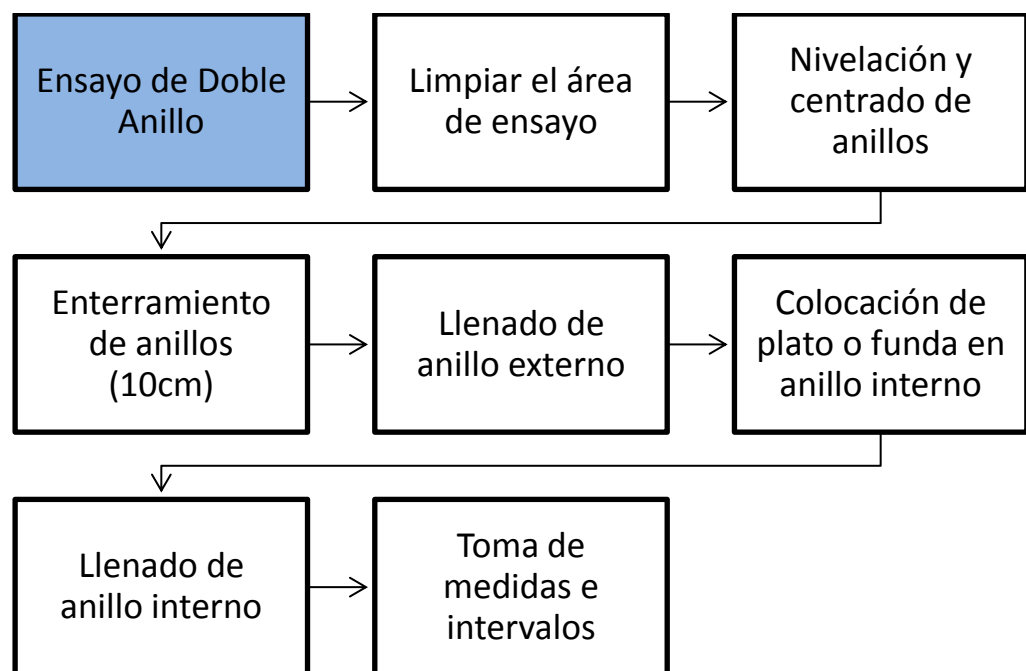 Ensayo de Doble
Anillo
Limpiar el área
de ensayo
Nivelación y
centrado de
anillos
Enterramiento
de anillos
(10cm)
Llenado de
anillo externo
Colocación de
plato o funda en
anillo interno
Llenado de
anillo interno
Toma de
medidas e
intervalos